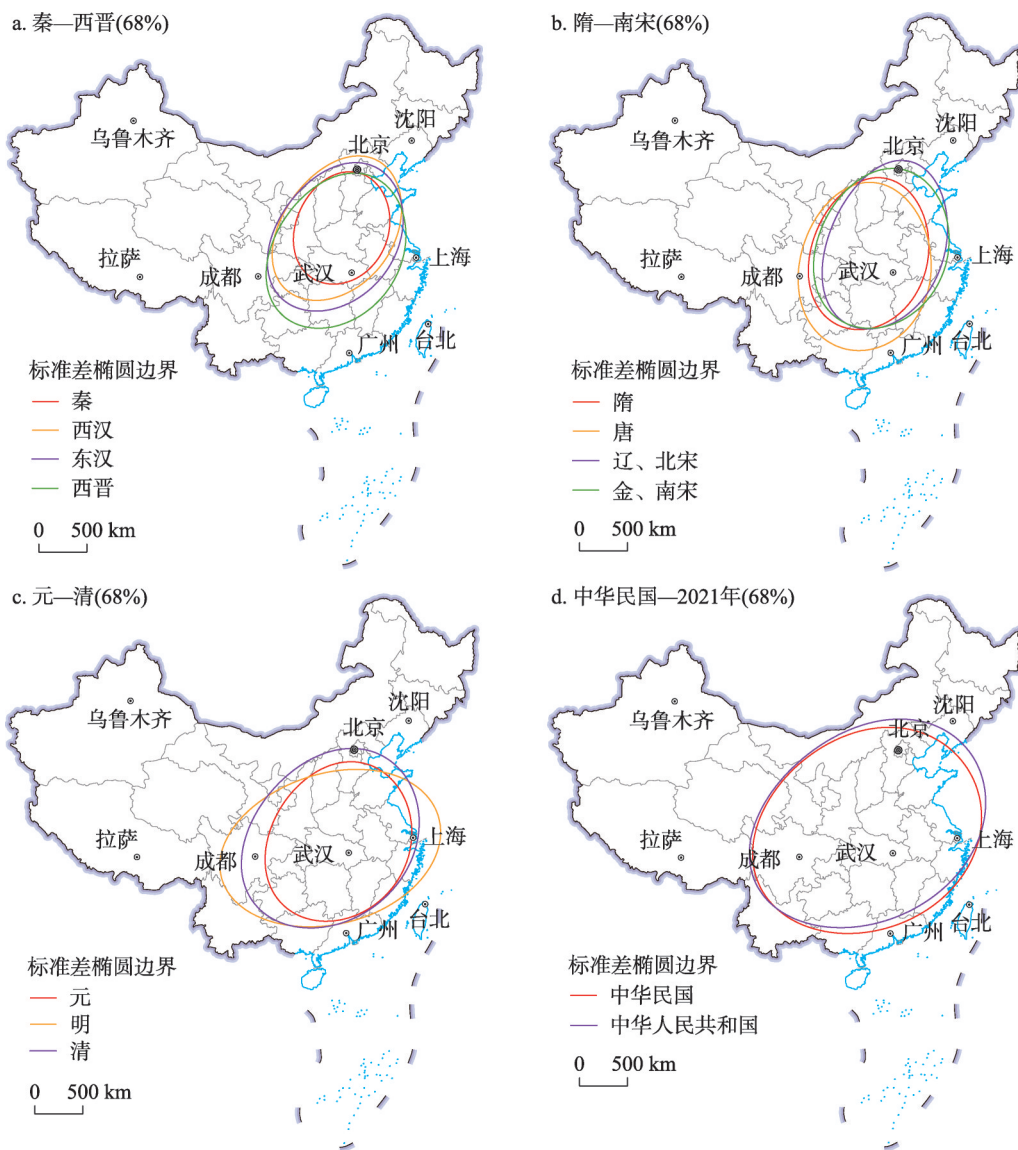 a. 秦—西晋(68%)
沈阳
乌鲁木齐
北京
拉萨
成都
武汉
上海
台北
广州
标准差椭圆边界
秦
西汉
东汉
西晋
0 500 km
b. 隋—南宋(68%)
沈阳
乌鲁木齐
北京
拉萨
成都
武汉
上海
台北
广州
标准差椭圆边界
隋
唐
辽、北宋
金、南宋
0 500 km
c. 元—清(68%)
沈阳
乌鲁木齐
北京
拉萨
成都
武汉
上海
台北
广州
标准差椭圆边界
元
明
清
0 500 km
d. 中华民国—2021年(68%)
沈阳
乌鲁木齐
北京
拉萨
成都
武汉
上海
台北
广州
标准差椭圆边界
中华民国
中华人民共和国
0 500 km